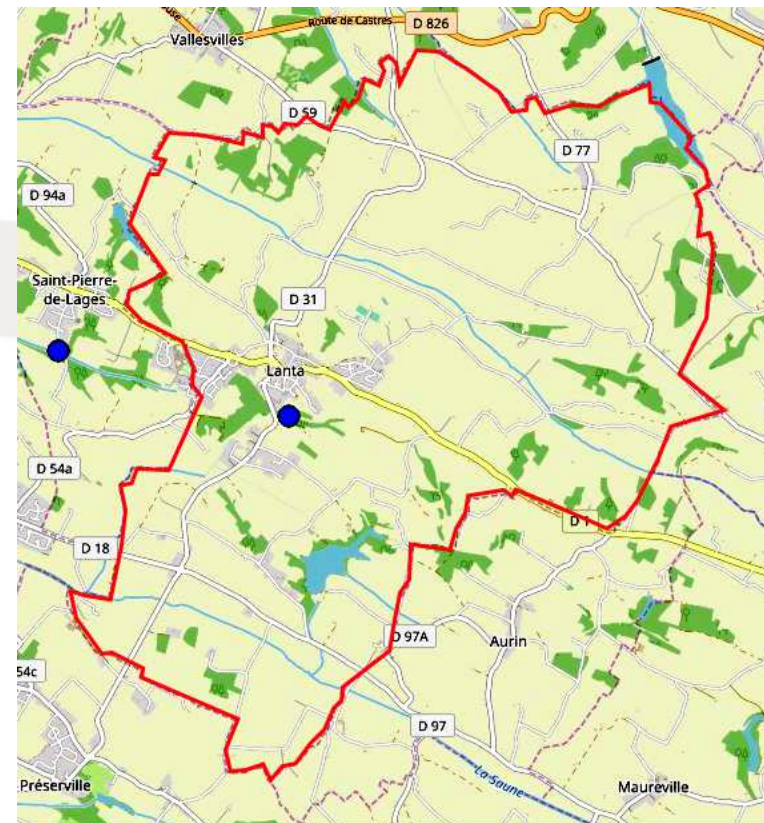 Route de Castres
D 826
Vallesvilles
D 59
D 77
D 94a
Saint-Pierre-
de-Lages
D 31
Lanta
D 54a
D 1
D 18
D 97A
Aurin
54c
D 97
La Saune
Préserville
Maureville